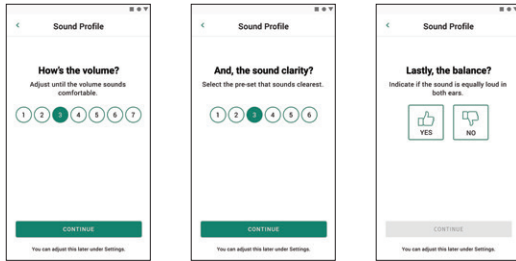 Sound Profile
How's the volume?
Adjust until the volume sounds
comfortable.
1 2 3 4 5 6 7
CONTINUE
You can adjust this later under Settings.
Sound Profile
And, the sound clarity?
Select the pre-set that sounds clearest.
1 2 3 4 5 6
CONTINUE
You can adjust this later under Settings.
Sound Profile
Lastly, the balance?
Indicate if the sound is equally loud in
both ears.
YES NO
CONTINUE
You can adjust this later under Settings.